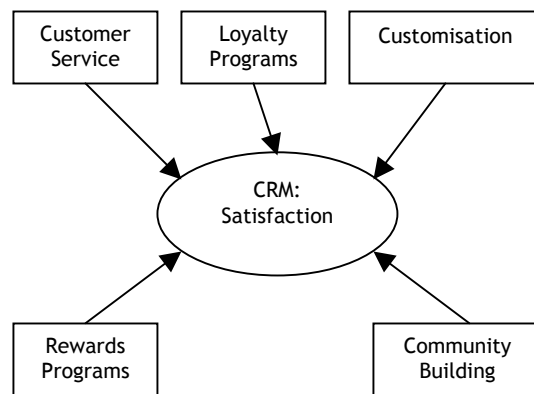 Customer
Service
Loyalty
Programs
Customisation
CRM:
Satisfaction
Rewards
Programs
Community
Building